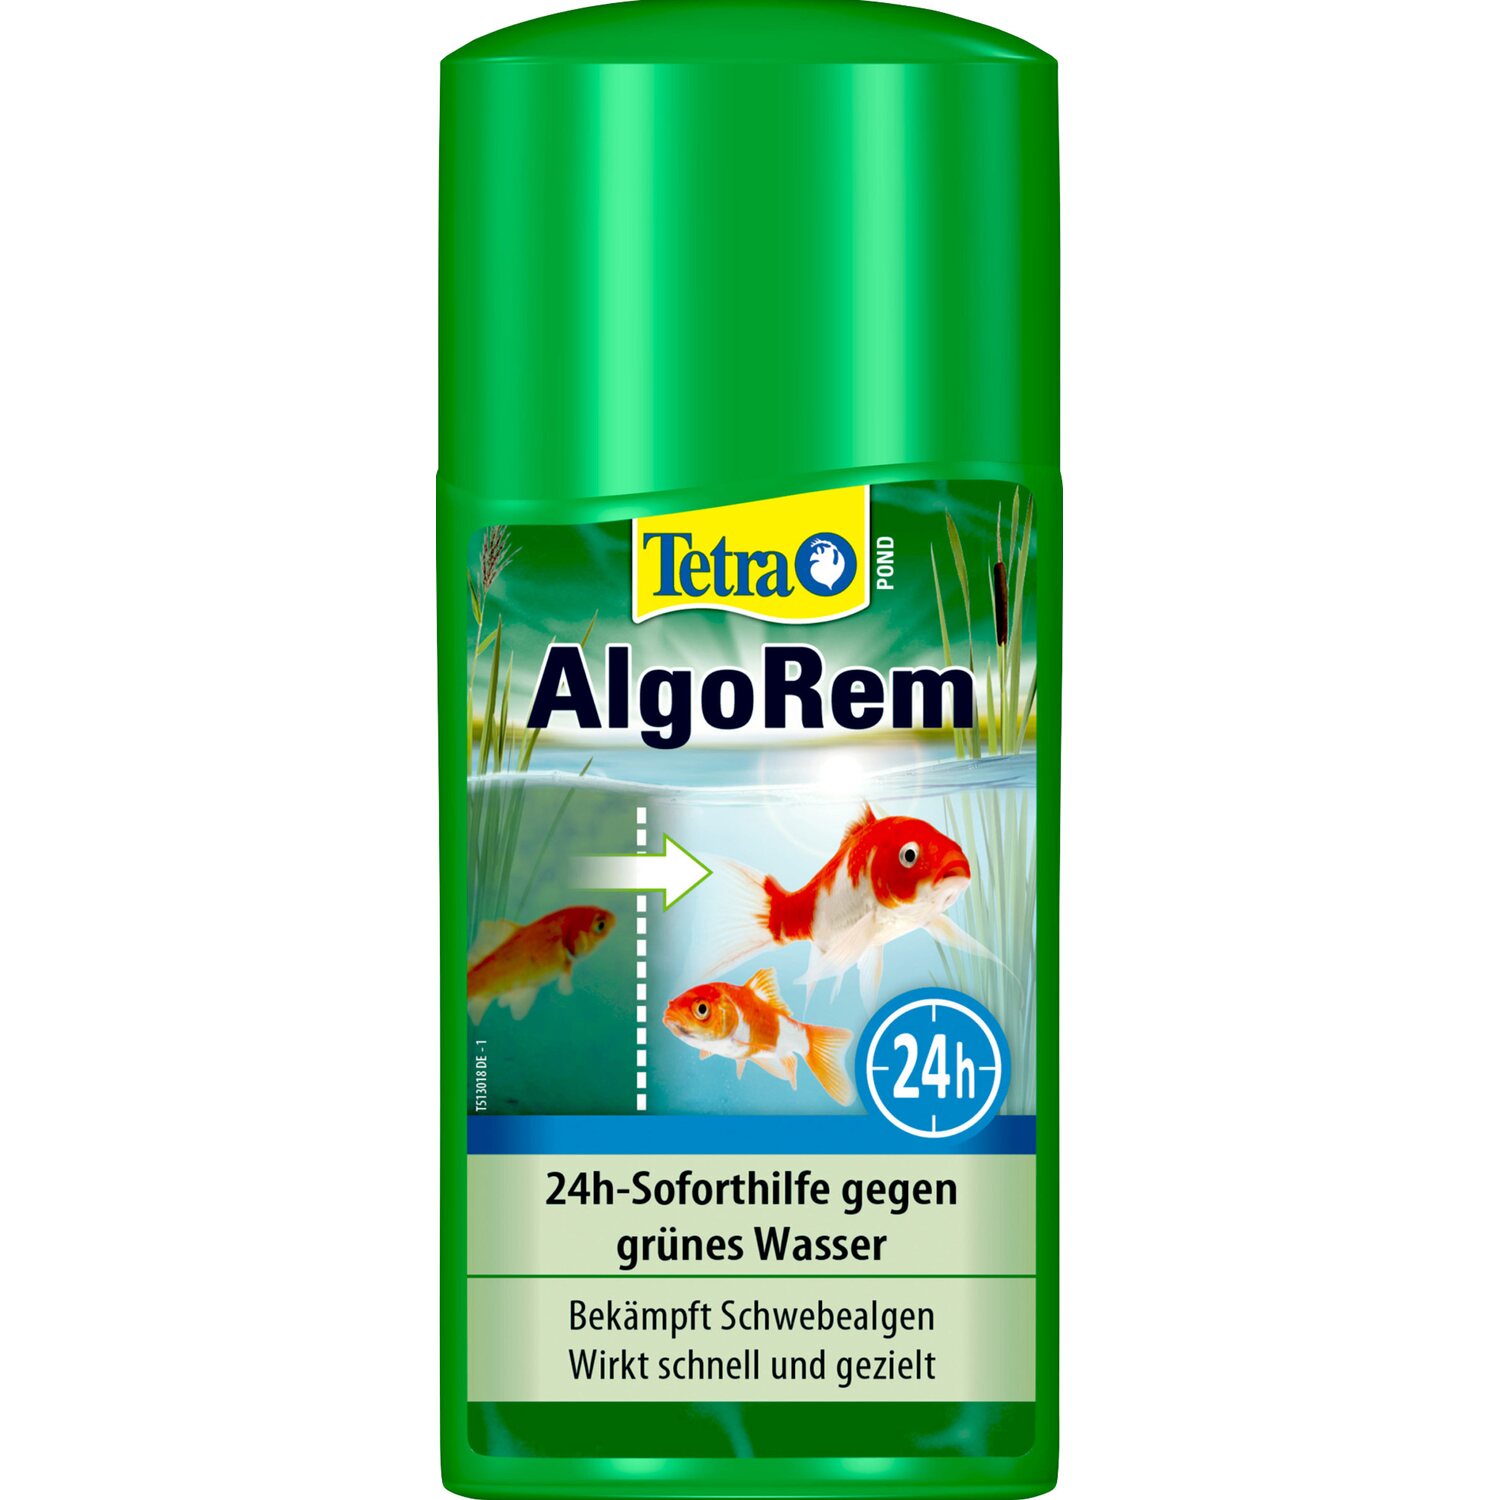 Tetra
POND
AlgoRem
24h
T513018 DE - 1
24h-Soforthilfe gegen
grünes Wasser
Bekämpft Schwebealgen
Wirkt schnell und gezielt